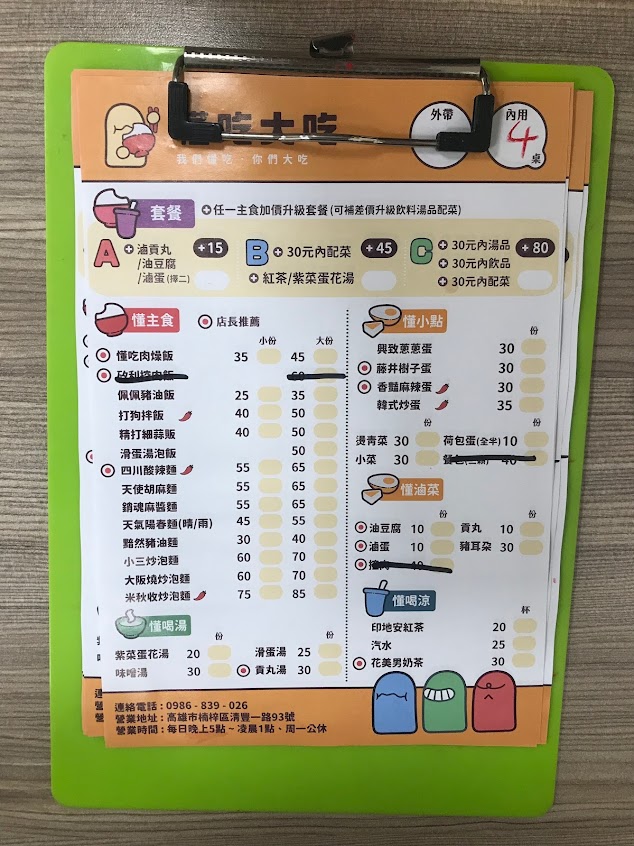 吃大吃
我們懂吃．你們大吃
外帶
內用
4
桌
套餐
任一主食加價升級套餐(可補差價升級飲料湯品配菜)
A + 滷貢丸 +15
/油豆腐
/滷蛋(擇二)
B + 30元內配菜 +45
+ 紅茶/紫菜蛋花湯
C + 30元內湯品 +80
+ 30元內飲品
+ 30元內配菜
懂主食 店長推薦
小份 大份
懂吃肉燥飯 35 45
佩佩豬油飯 25 35
打狗拌飯 40 50
精打細蒜飯 40 50
滑蛋湯泡飯 50
四川酸辣麵 55 65
天使胡麻麵 55 65
銷魂麻醬麵 55 65
天氣陽春麵(晴/雨) 45 55
黯然豬油麵 30 40
小三炒泡麵 60 70
大阪燒炒泡麵 60 70
米秋收炒泡麵 75 85
懂喝湯
份 份
紫菜蛋花湯 20 滑蛋湯 25
味噌湯 30 貢丸湯 30
懂小點
份
興致蔥蔥蛋 30
藤井樹子蛋 30
香豔麻辣蛋 30
韓式炒蛋 35
份 份
燙青菜 30 荷包蛋(全半) 10
小菜 30
懂滷菜
份 份
油豆腐 10 貢丸 10
滷蛋 10 豬耳朶 30
懂喝涼
杯
印地安紅茶 20
汽水 25
花美男奶茶 30
連絡電話 : 0986 - 839 - 026
營業地址 : 高雄市楠梓區清豐一路93號
營業時間 : 每日晚上5點 ~ 凌晨1點、周一公休